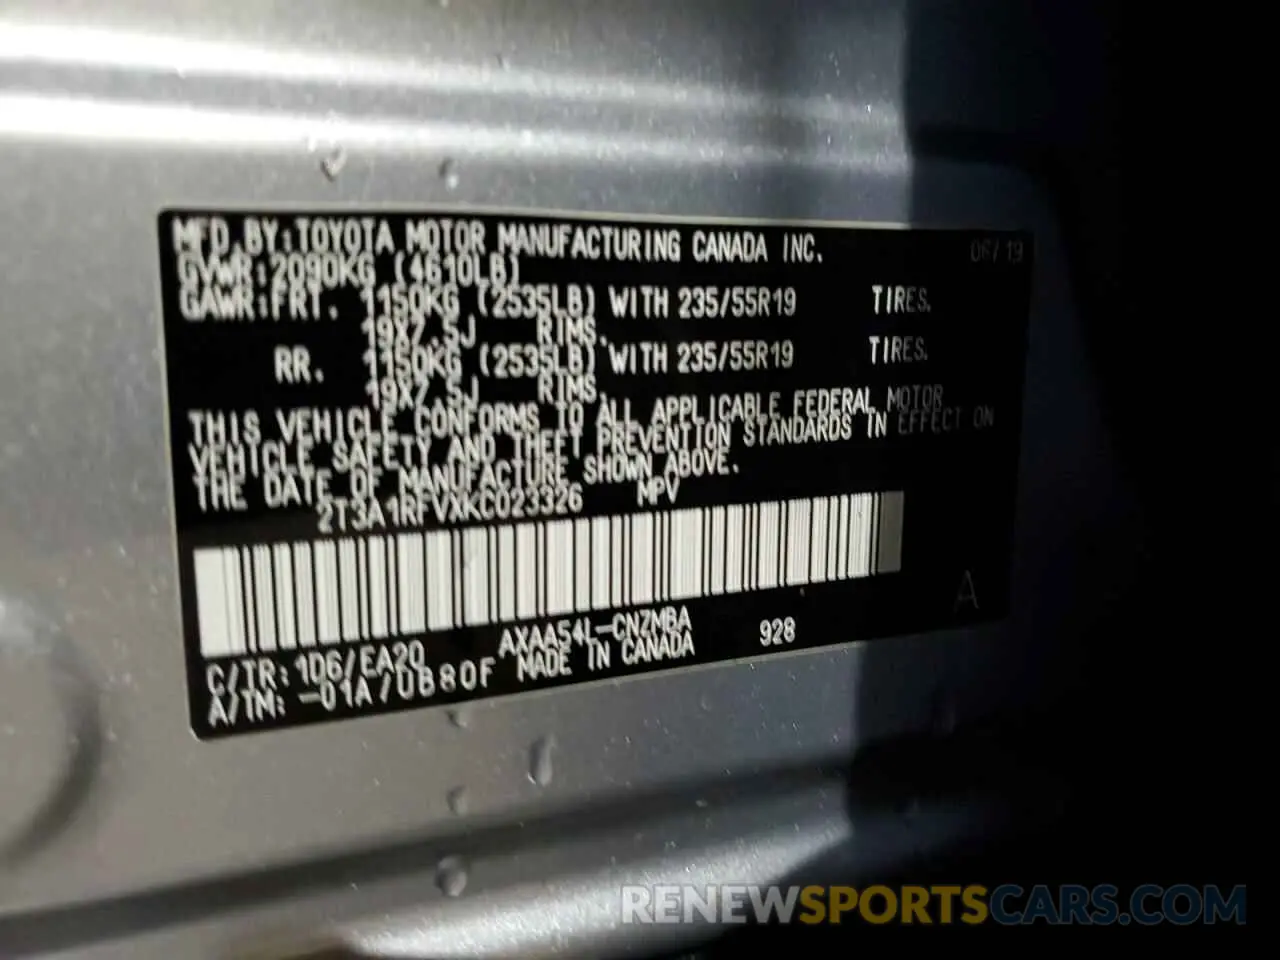 MFD.BY:TOYOTA MOTOR MANUFACTURING CANADA INC. 06/19
GVWR:2090KG (4610LB)
GAWR:FRT. 1150KG (2535LB) WITH 235/55R19 TIRES.
19X7.5J RIMS.
RR. 1150KG (2535LB) WITH 235/55R19 TIRES.
19X7.5J RIMS.
THIS VEHICLE CONFORMS TO ALL APPLICABLE FEDERAL MOTOR
VEHICLE SAFETY AND THEFT PREVENTION STANDARDS IN EFFECT ON
THE DATE OF MANUFACTURE SHOWN ABOVE.
2T3A1RFVXKC023326 MPV
A
C/TR: 1D6/EA20 AXAA54L-CNZMBA 928
A/TM: -01A/UB80F MADE IN CANADA
RENEWSPORTSCARS.COM